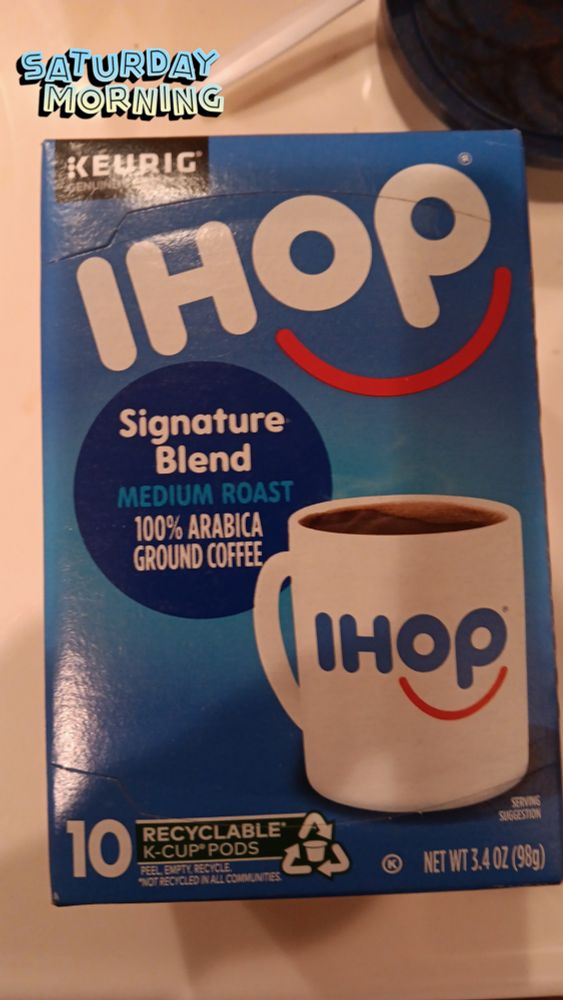 SATURDAY
MORNING
KEURIG®
GENUINE
IHOP®
Signature
Blend
MEDIUM ROAST
100% ARABICA
GROUND COFFEE
IHOP®
SERVING
SUGGESTION
10
RECYCLABLE*
K-CUP® PODS
PEEL, EMPTY, RECYCLE.
*NOT RECYCLED IN ALL COMMUNITIES.
K
NET WT 3.4 OZ (98g)